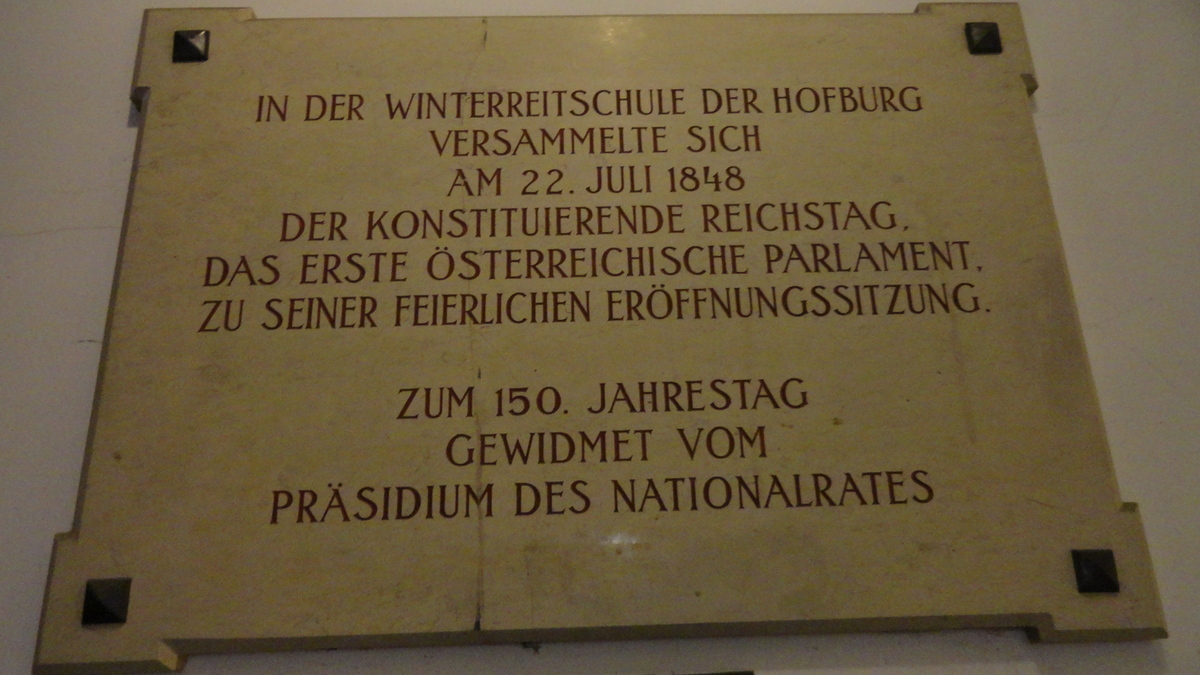 IN DER WINTERREITSCHULE DER HOFBURG
VERSAMMELTE SICH
AM 22. JULI 1848
DER KONSTITUIERENDE REICHSTAG,
DAS ERSTE ÖSTERREICHISCHE PARLAMENT,
ZU SEINER FEIERLICHEN ERÖFFNUNGSSITZUNG.
ZUM 150. JAHRESTAG
GEWIDMET VOM
PRÄSIDIUM DES NATIONALRATES